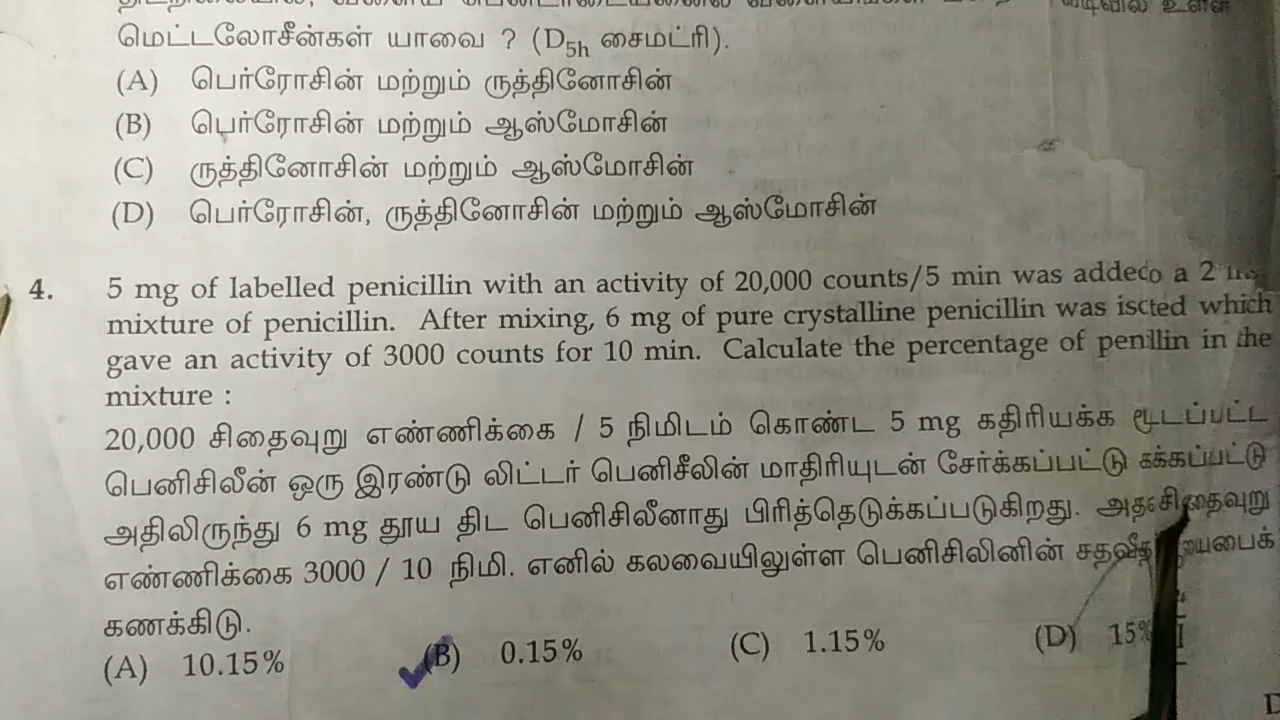 மெட்டலோசீன்கள் யாவை ? (D5h சைமட்ரி).
(A) பெர்ரோசின் மற்றும் ருத்தினோசின்
(B) பெர்ரோசின் மற்றும் ஆஸ்மோசின்
(C) ருத்தினோசின் மற்றும் ஆஸ்மோசின்
(D) பெர்ரோசின், ருத்தினோசின் மற்றும் ஆஸ்மோசின்
4. 5 mg of labelled penicillin with an activity of 20,000 counts/5 min was a 2
mixture of penicillin. After mixing, 6 mg of pure crystalline penicillin was which
gave an activity of 3000 counts for 10 min. Calculate the percentage of in the
mixture :
20,000 சிதைவுறு எண்ணிக்கை / 5 நிமிடம் கொண்ட 5 mg கதிரியக்க
பெனிசிலீன் ஒரு இரண்டு லிட்டர் பெனிசீலின் மாதிரியுடன் சேர்க்கப்பட்டு
அதிலிருந்து 6 mg தூய திட பெனிசிலீனாது பிரித்தெடுக்கப்படுகிறது.
எண்ணிக்கை 3000 / 10 நிமி. எனில் கலவையிலுள்ள பெனிசிலினின்
கணக்கிடு.
(A) 10.15% (B) 0.15% (C) 1.15% (D) 15%